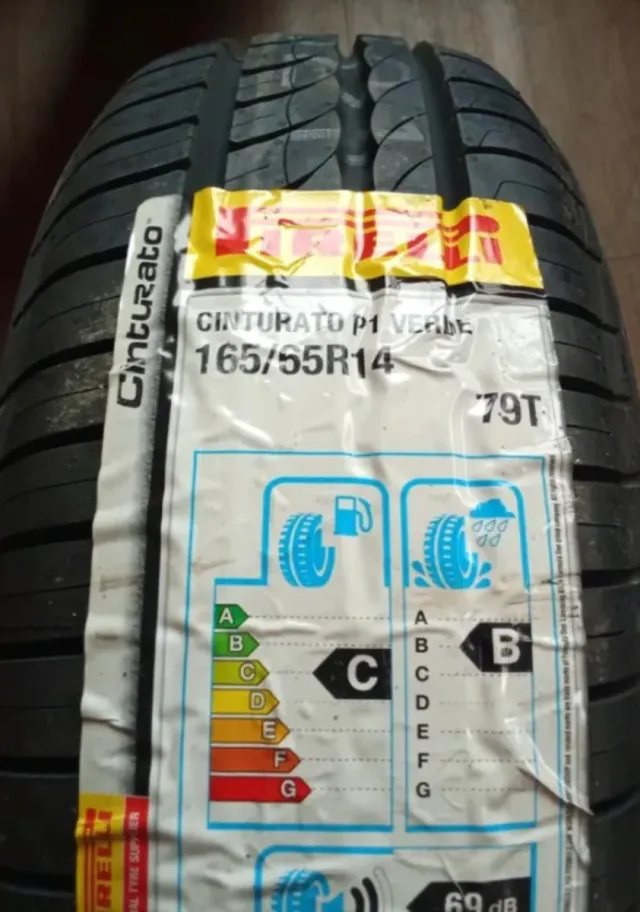 Cinturato
PIRELLI
CINTURATO P1 VERDE
165/65R14
79T
A
B
C
D
E
F
G
C
A
B
C
D
E
F
G
B
69 dB
PIRELLI